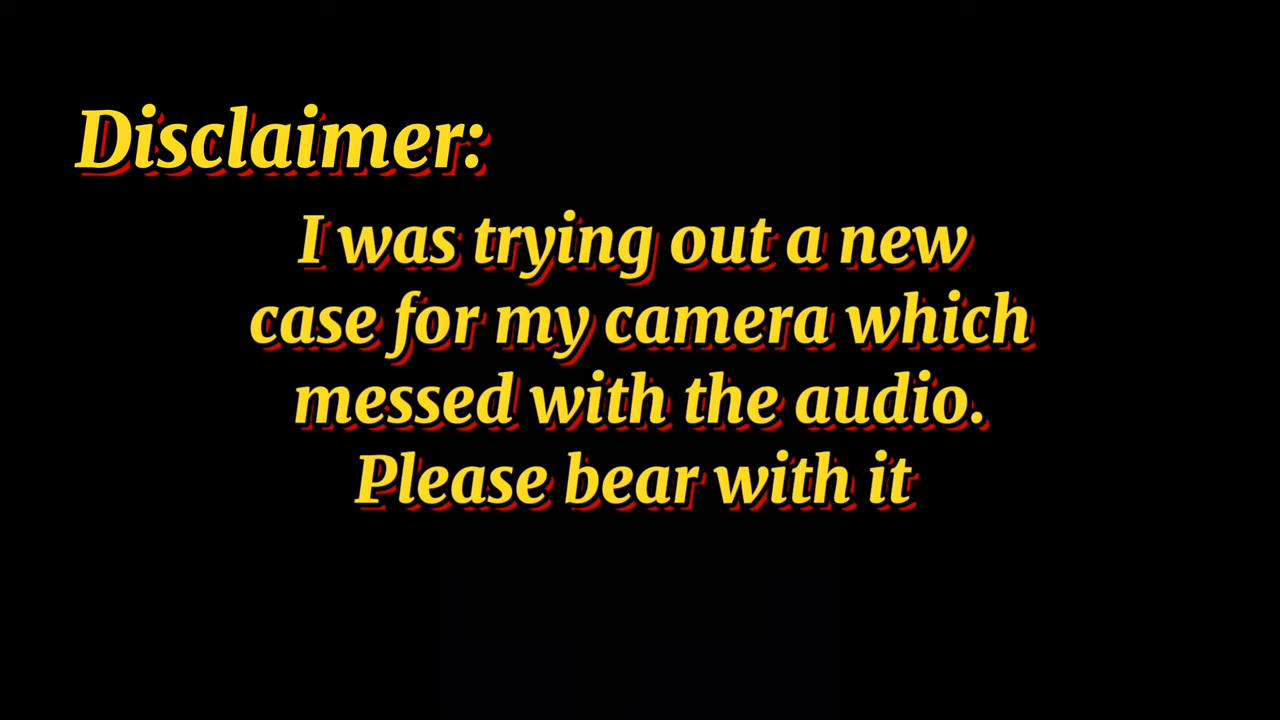 Disclaimer:
I was trying out a new
case for my camera which
messed with the audio.
Please bear with it